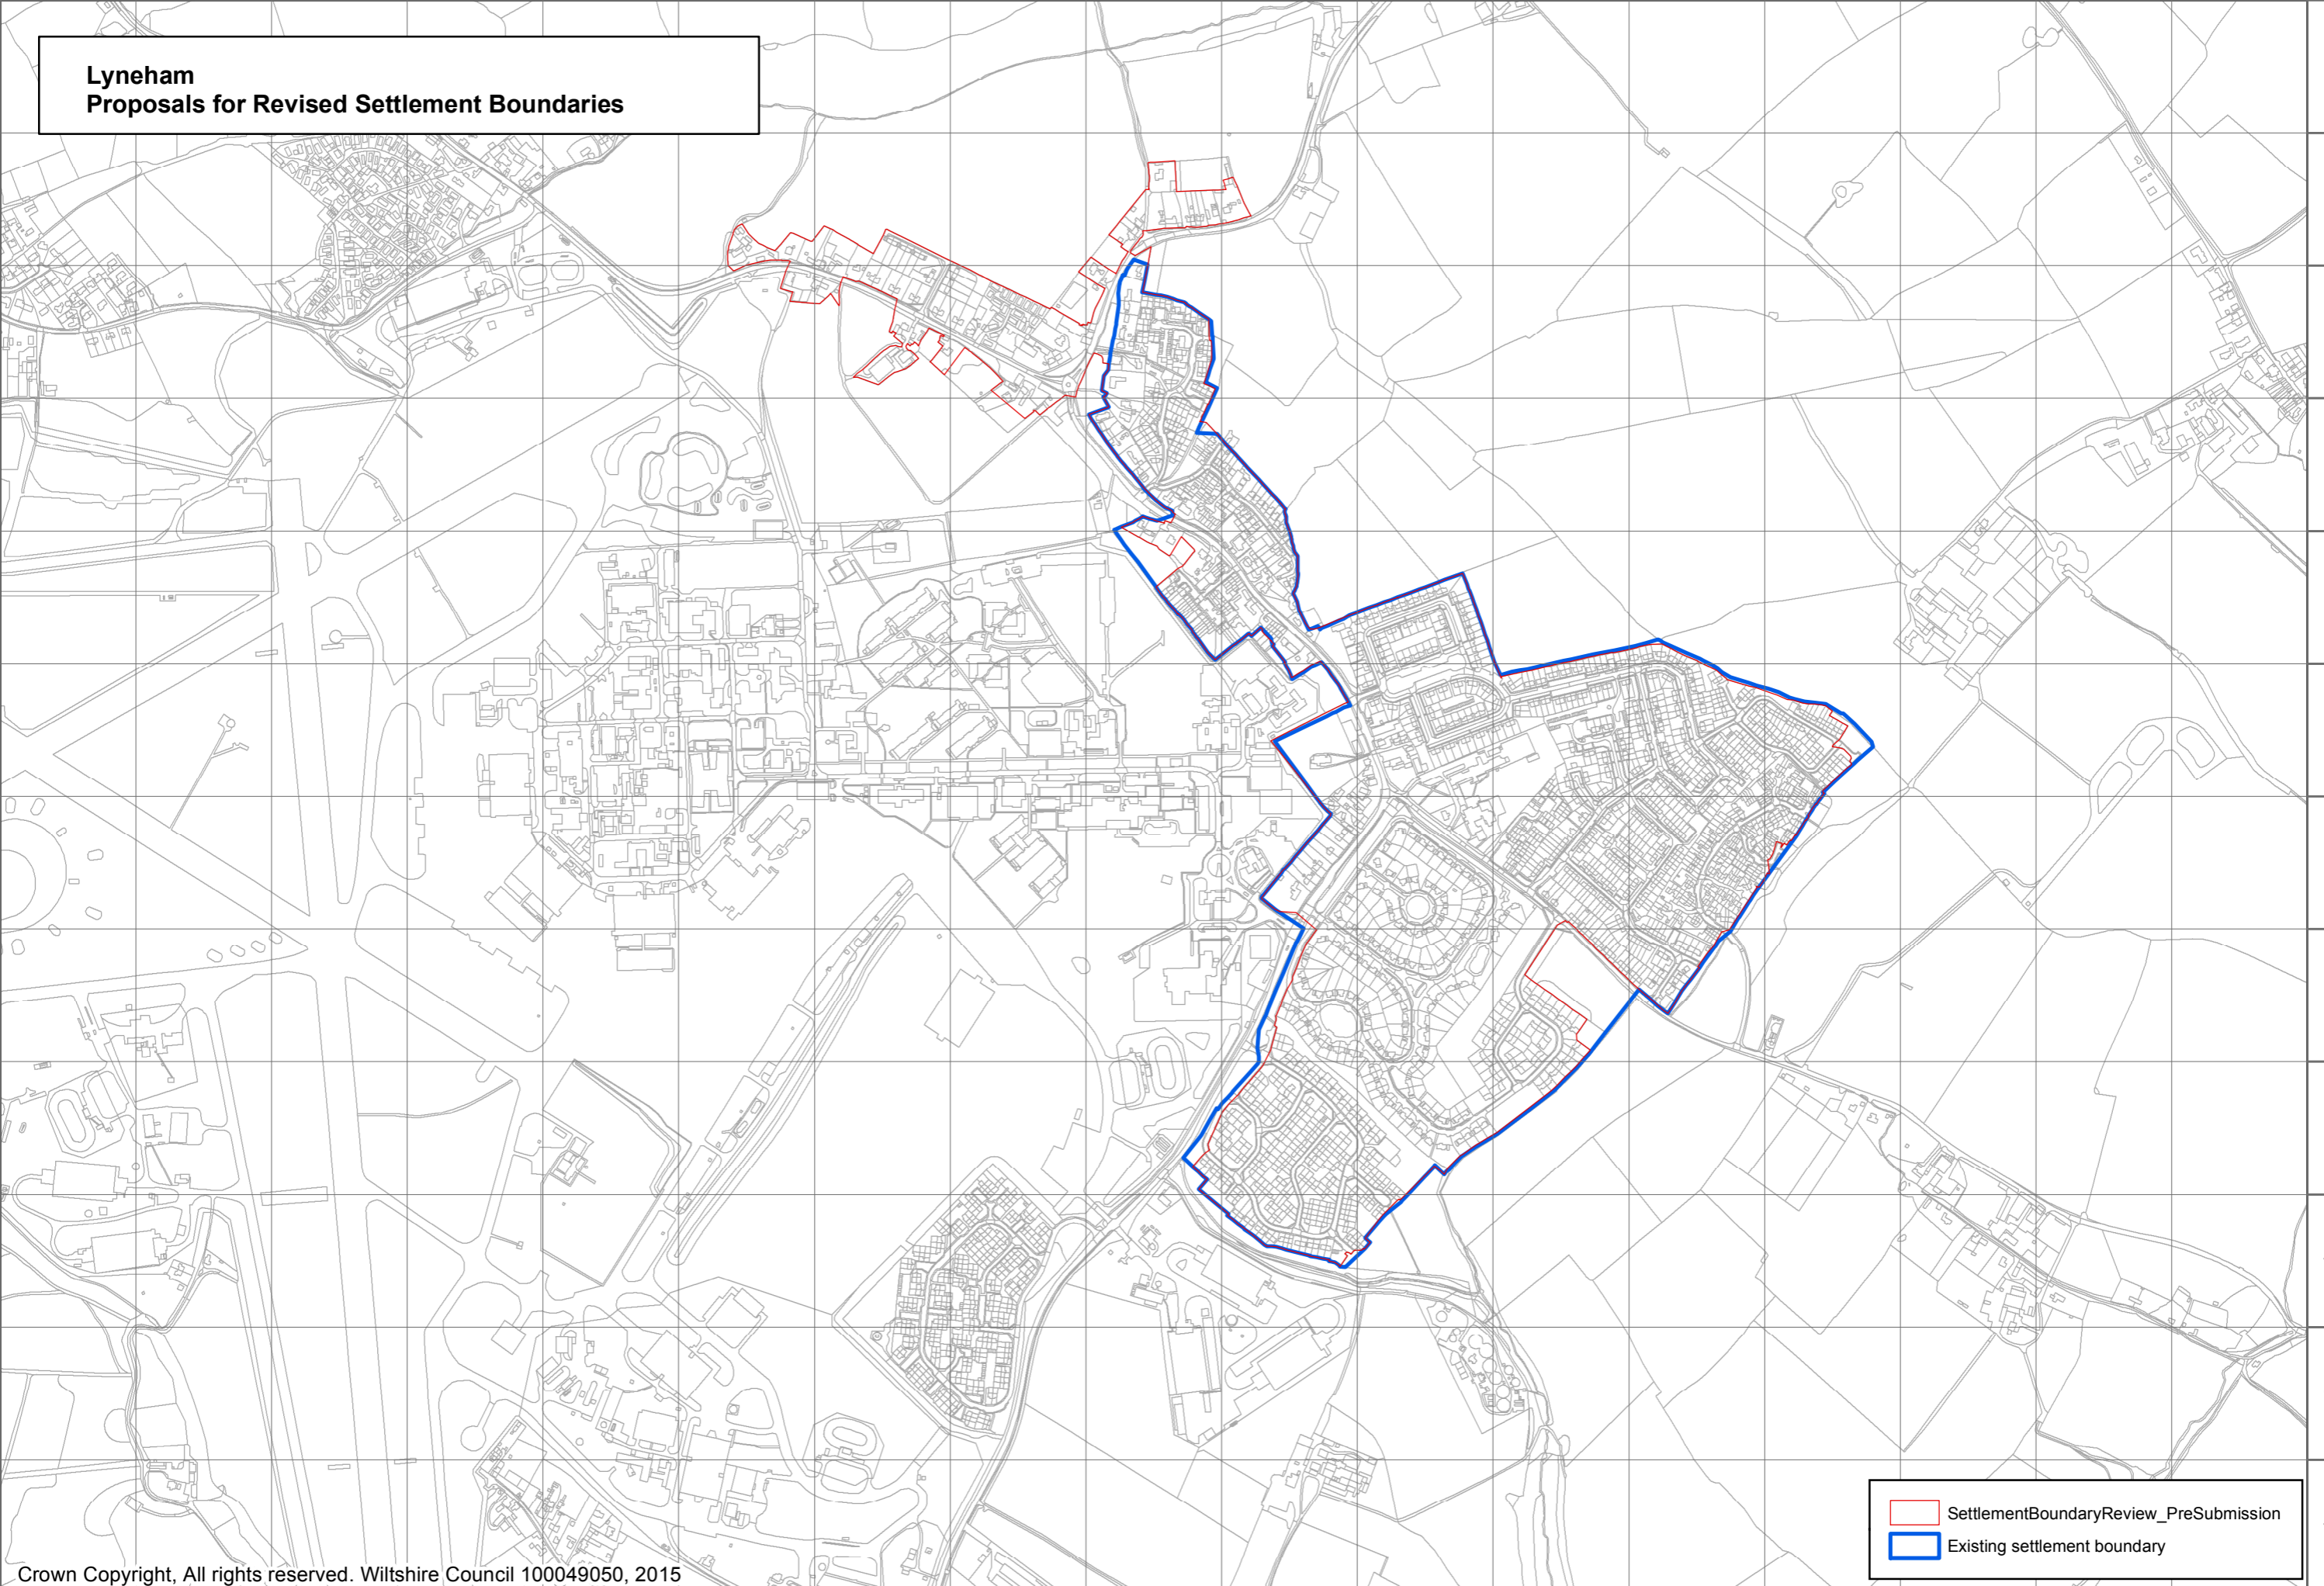 Lyneham
Proposals for Revised Settlement Boundaries
SettlementBoundaryReview_PreSubmission
Existing settlement boundary
Crown Copyright, All rights reserved. Wiltshire Council 100049050, 2015